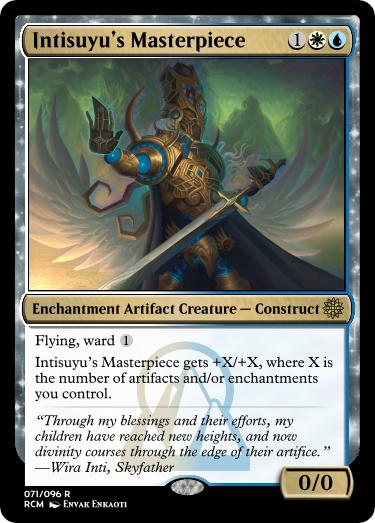 Intisuyu's Masterpiece 1
Enchantment Artifact Creature — Construct
Flying, ward 1
Intisuyu's Masterpiece gets +X/+X, where X is
the number of artifacts and/or enchantments
you control.
“Through my blessings and their efforts, my
children have reached new heights, and now
divinity courses through the edge of their artifice.”
—Wira Inti, Skyfather
0/0
071/096 R
RCM Envak Enkaoti